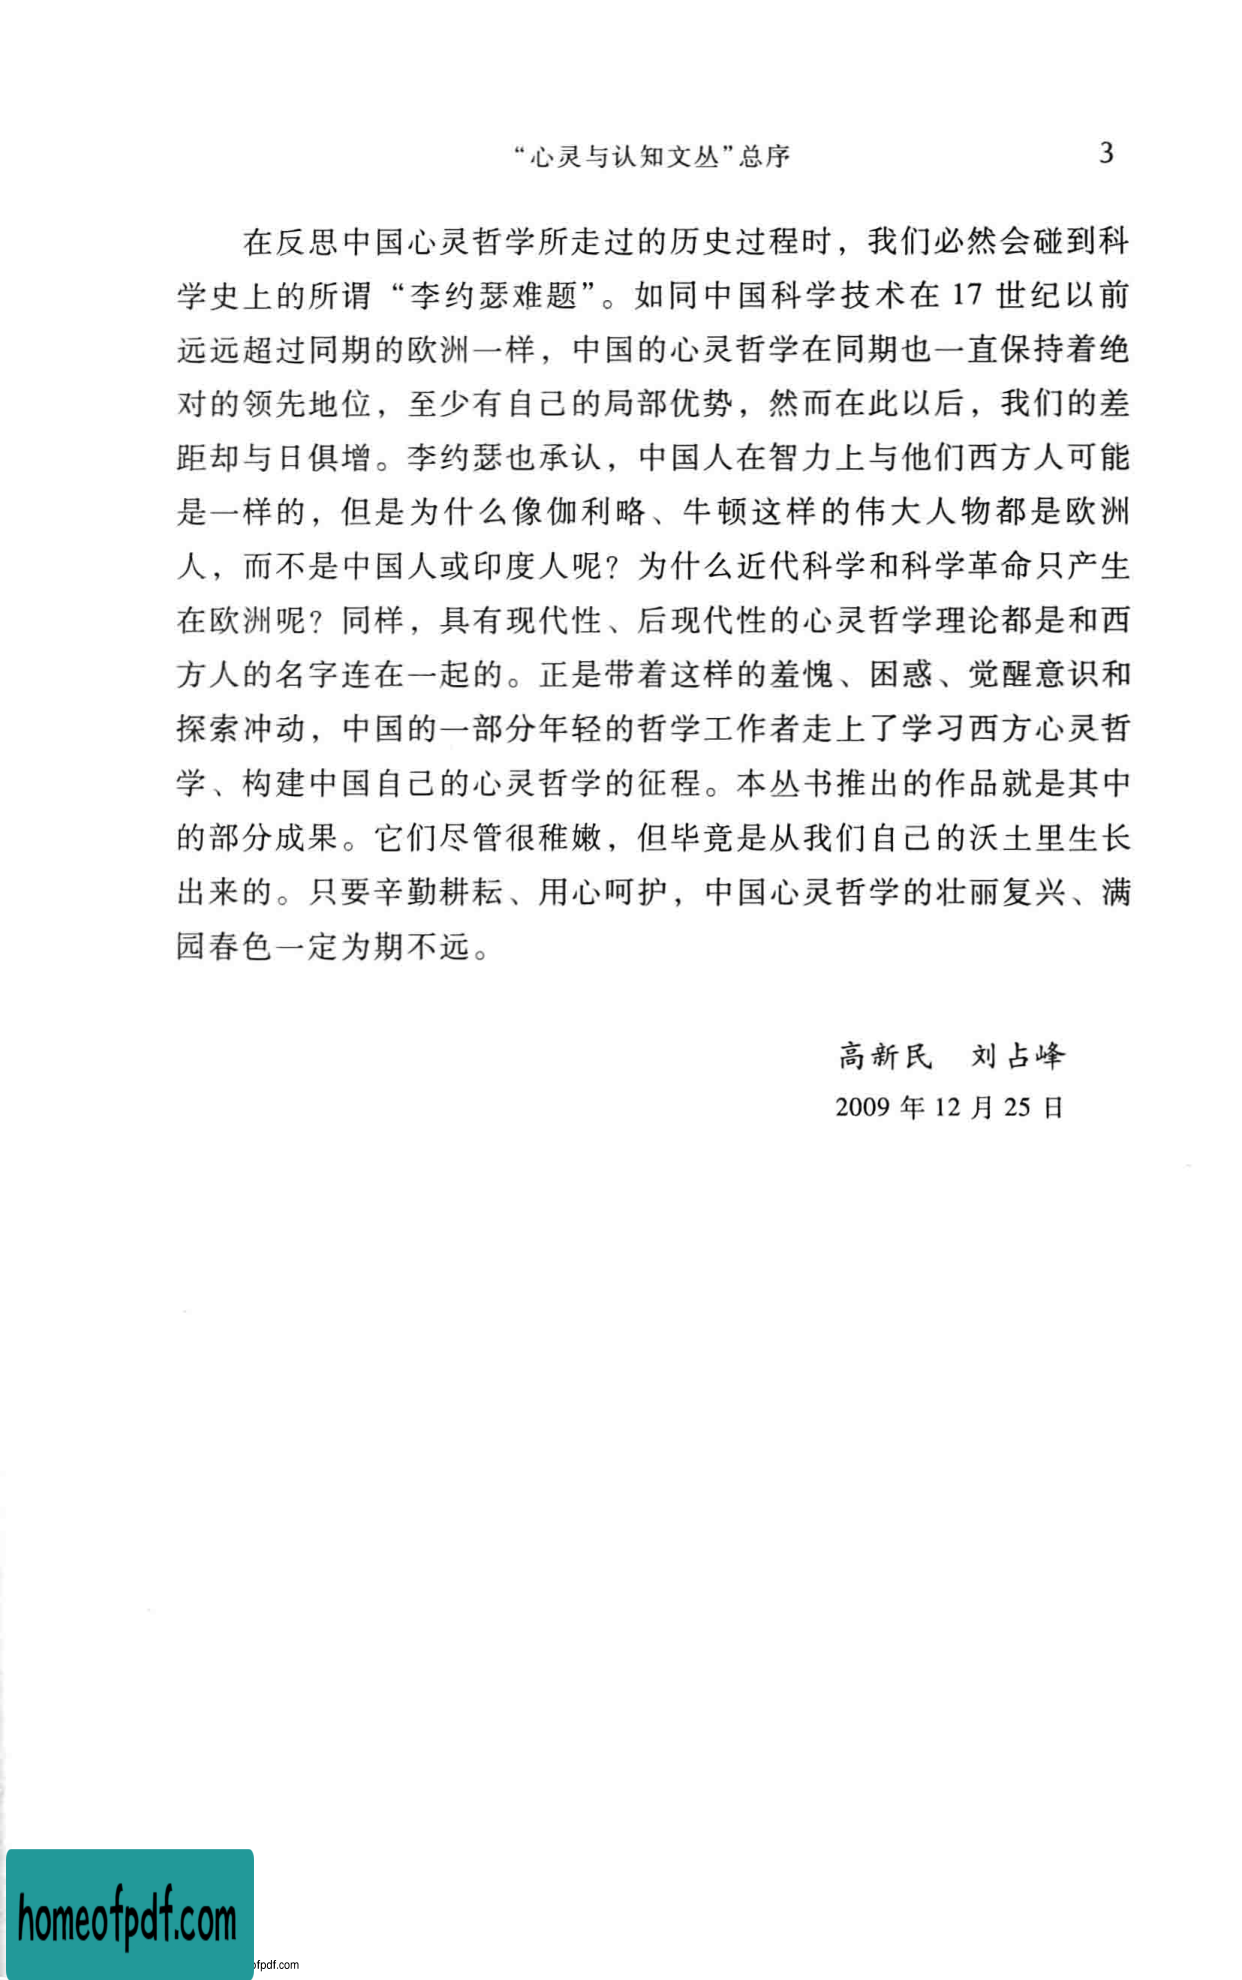 “心灵与认知文丛”总序 3
在反思中国心灵哲学所走过的历史过程时，我们必然会碰到科
学史上的所谓“李约瑟难题”。如同中国科学技术在 17 世纪以前
远远超过同期的欧洲一样，中国的心灵哲学在同期也一直保持着绝
对的领先地位，至少有自己的局部优势，然而在此以后，我们的差
距却与日俱增。李约瑟也承认，中国人在智力上与他们西方人可能
是一样的，但是为什么像伽利略、牛顿这样的伟大人物都是欧洲
人，而不是中国人或印度人呢？为什么近代科学和科学革命只产生
在欧洲呢？同样，具有现代性、后现代性的心灵哲学理论都是和西
方人的名字连在一起的。正是带着这样的羞愧、困惑、觉醒意识和
探索冲动，中国的一部分年轻的哲学工作者走上了学习西方心灵哲
学、构建中国自己的心灵哲学的征程。本丛书推出的作品就是其中
的部分成果。它们尽管很稚嫩，但毕竟是从我们自己的沃土里生长
出来的。只要辛勤耕耘、用心呵护，中国心灵哲学的壮丽复兴、满
园春色一定为期不远。
高新民 刘占峰
2009 年 12 月 25 日
homeofpdf.com
ofpdf.com